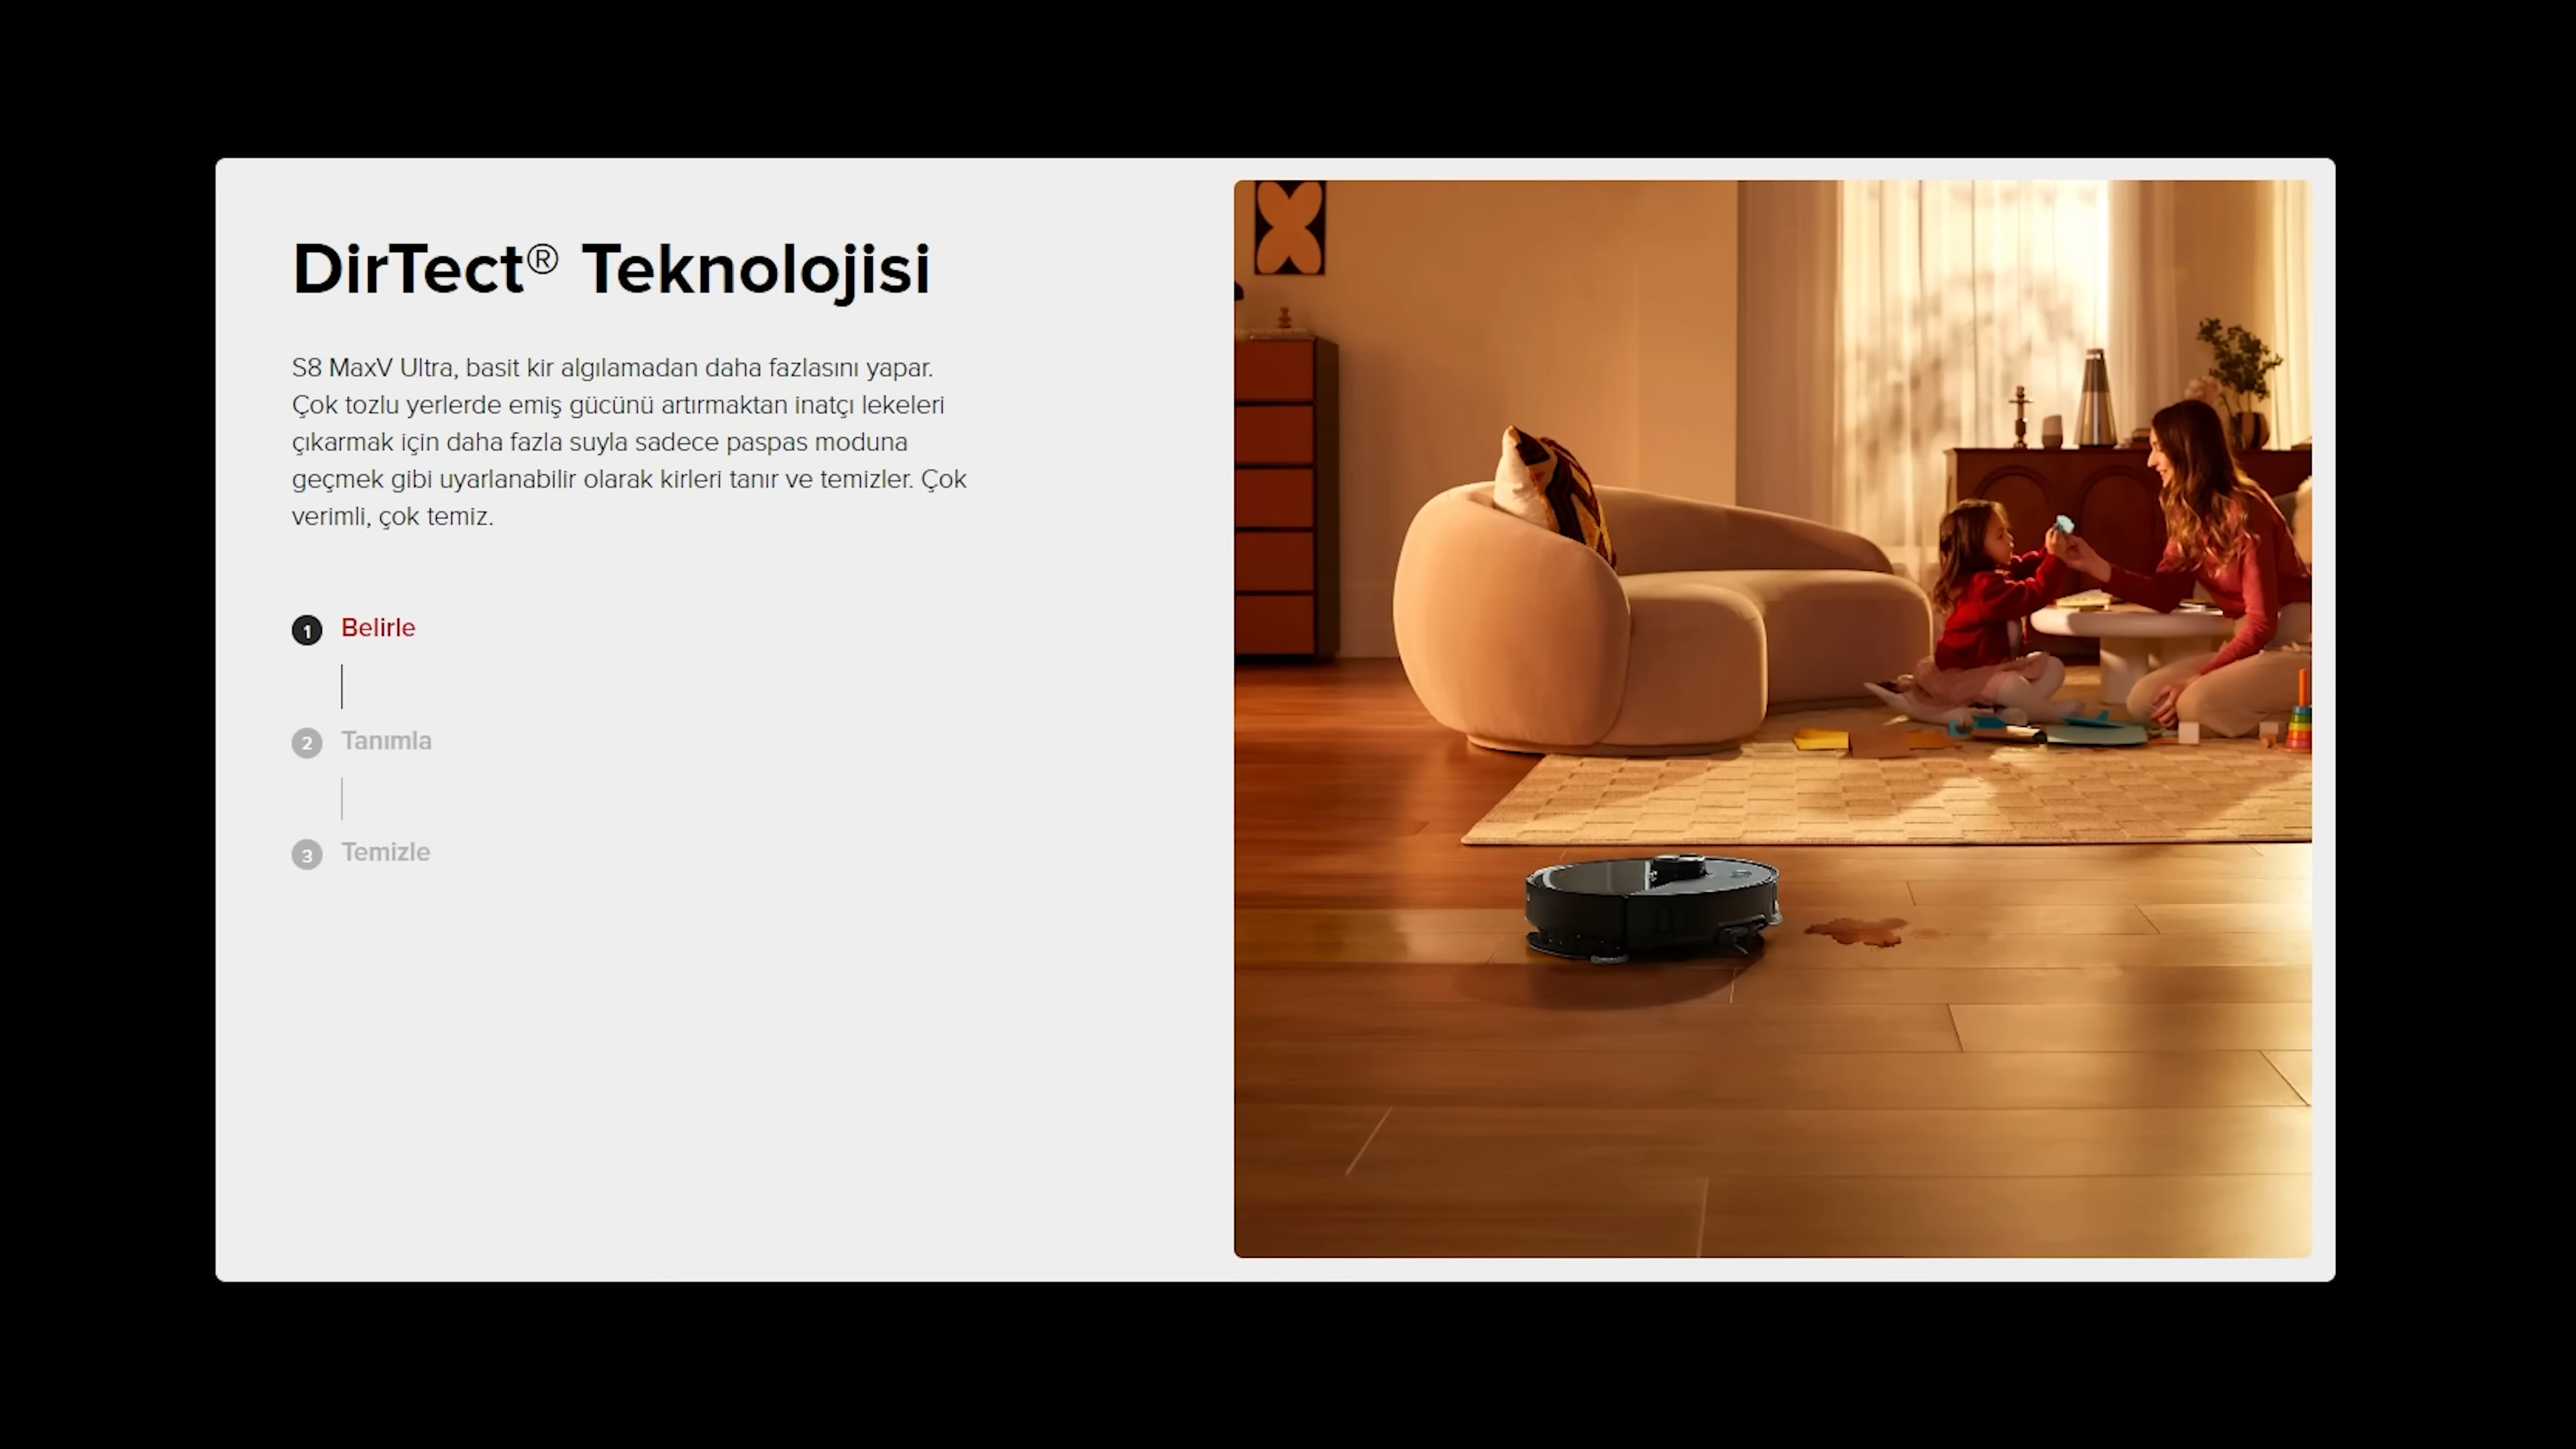 DirTect® Teknolojisi
S8 MaxV Ultra, basit kir algılamadan daha fazlasını yapar.
Çok tozlu yerlerde emiş gücünü artırmaktan inatçı lekeleri
çıkarmak için daha fazla suyla sadece paspas moduna
geçmek gibi uyarlanabilir olarak kirleri tanır ve temizler. Çok
verimli, çok temiz.
1 Belirle
2 Tanımla
3 Temizle